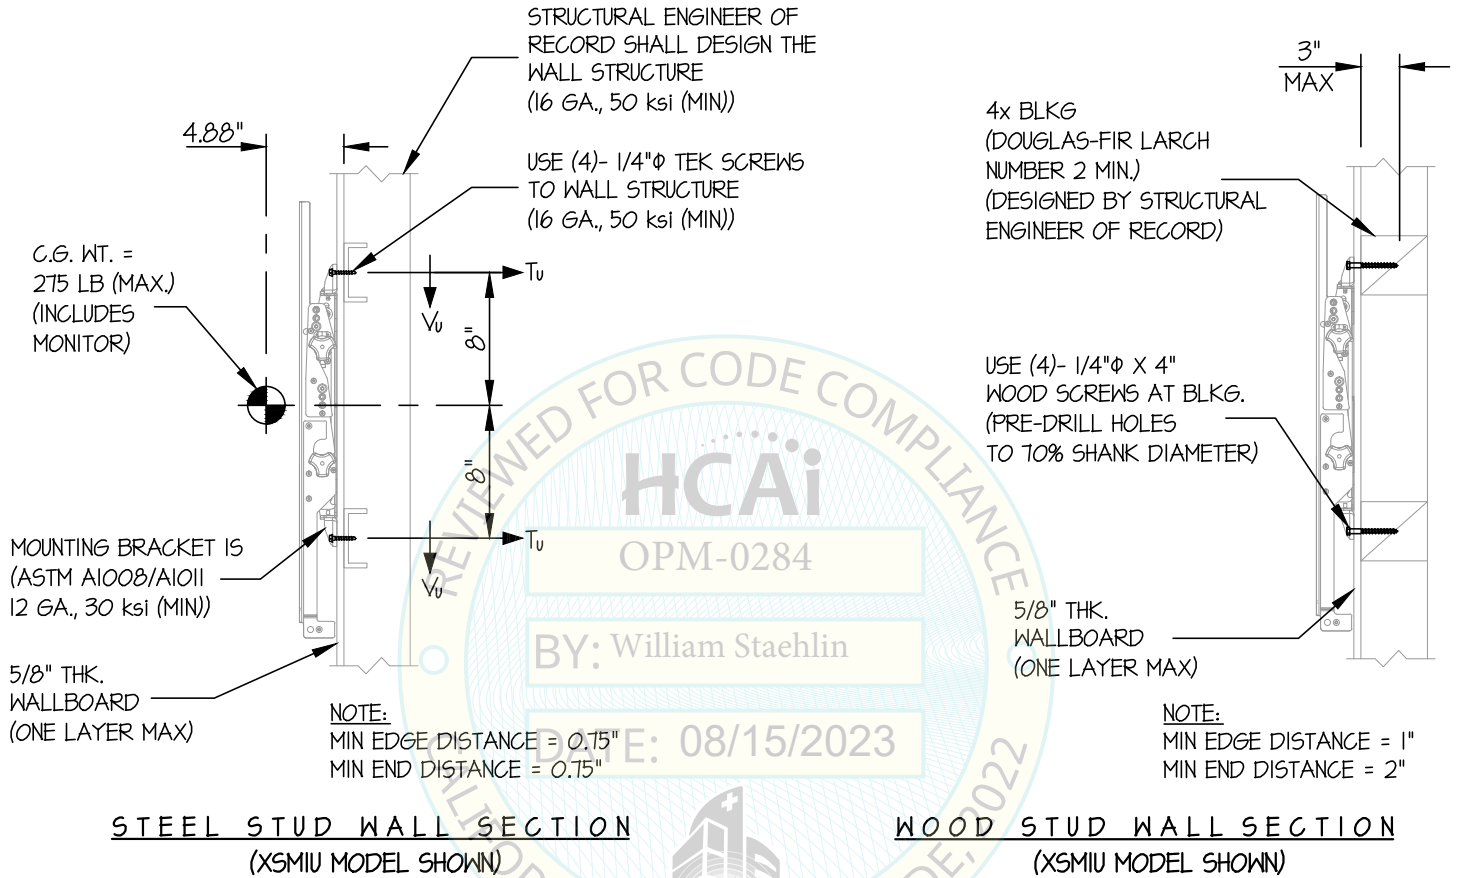 STRUCTURAL ENGINEER OF
RECORD SHALL DESIGN THE
WALL STRUCTURE
(16 GA., 50 ksi (MIN))
4.88"
USE (4)- 1/4"Φ TEK SCREWS
TO WALL STRUCTURE
(16 GA., 50 ksi (MIN))
C.G. WT. =
275 LB (MAX.)
(INCLUDES
MONITOR)
TU
VU
8"
8"
TU
VU
MOUNTING BRACKET IS
(ASTM A1008/A1011
12 GA., 30 ksi (MIN))
5/8" THK.
WALLBOARD
(ONE LAYER MAX)
NOTE:
MIN EDGE DISTANCE = 0.75"
MIN END DISTANCE = 0.75"
STEEL STUD WALL SECTION
(XSM1U MODEL SHOWN)
3"
MAX
4x BLKG
(DOUGLAS-FIR LARCH
NUMBER 2 MIN.)
(DESIGNED BY STRUCTURAL
ENGINEER OF RECORD)
USE (4)- 1/4"Φ X 4"
WOOD SCREWS AT BLKG.
(PRE-DRILL HOLES
TO 70% SHANK DIAMETER)
5/8" THK.
WALLBOARD
(ONE LAYER MAX)
NOTE:
MIN EDGE DISTANCE = 1"
MIN END DISTANCE = 2"
WOOD STUD WALL SECTION
(XSM1U MODEL SHOWN)
REVIEWED FOR CODE COMPLIANCE
HCAi
OPM-0284
BY: William Staehlin
DATE: 08/15/2023
2022